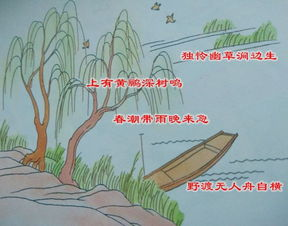 独怜幽草涧边生
上有黄鹏深树鸣
春潮带雨晚来急
野渡无人舟自横